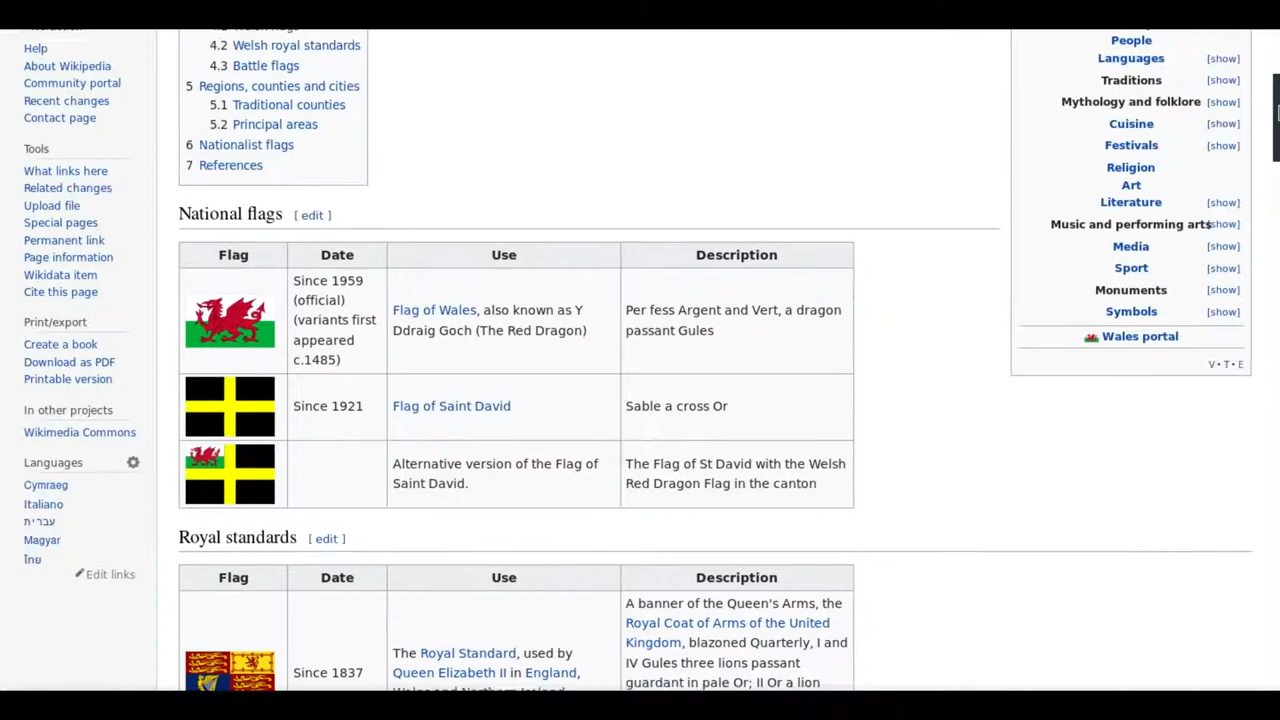 Help
About Wikipedia
Community portal
Recent changes
Contact page
Tools
What links here
Related changes
Upload file
Special pages
Permanent link
Page information
Wikidata item
Cite this page
Print/export
Create a book
Download as PDF
Printable version
In other projects
Wikimedia Commons
Languages
Cymraeg
Italiano
עברית
Magyar
ไทย
Edit links
4.2 Welsh royal standards
4.3 Battle flags
5 Regions, counties and cities
5.1 Traditional counties
5.2 Principal areas
6 Nationalist flags
7 References
National flags [ edit ]
Flag Date Use Description
Since 1959
(official)
(variants first
appeared
c.1485)
Flag of Wales, also known as Y
Ddraig Goch (The Red Dragon)
Per fess Argent and Vert, a dragon
passant Gules
Since 1921
Flag of Saint David
Sable a cross Or
Alternative version of the Flag of
Saint David.
The Flag of St David with the Welsh
Red Dragon Flag in the canton
Royal standards [ edit ]
Flag Date Use Description
Since 1837
The Royal Standard, used by
Queen Elizabeth II in England,
A banner of the Queen's Arms, the
Royal Coat of Arms of the United
Kingdom, blazoned Quarterly, I and
IV Gules three lions passant
guardant in pale Or; II Or a lion
People
Languages [show]
Traditions [show]
Mythology and folklore [show]
Cuisine [show]
Festivals [show]
Religion
Art
Literature [show]
Music and performing arts [show]
Media [show]
Sport [show]
Monuments [show]
Symbols [show]
Wales portal
V • T • E